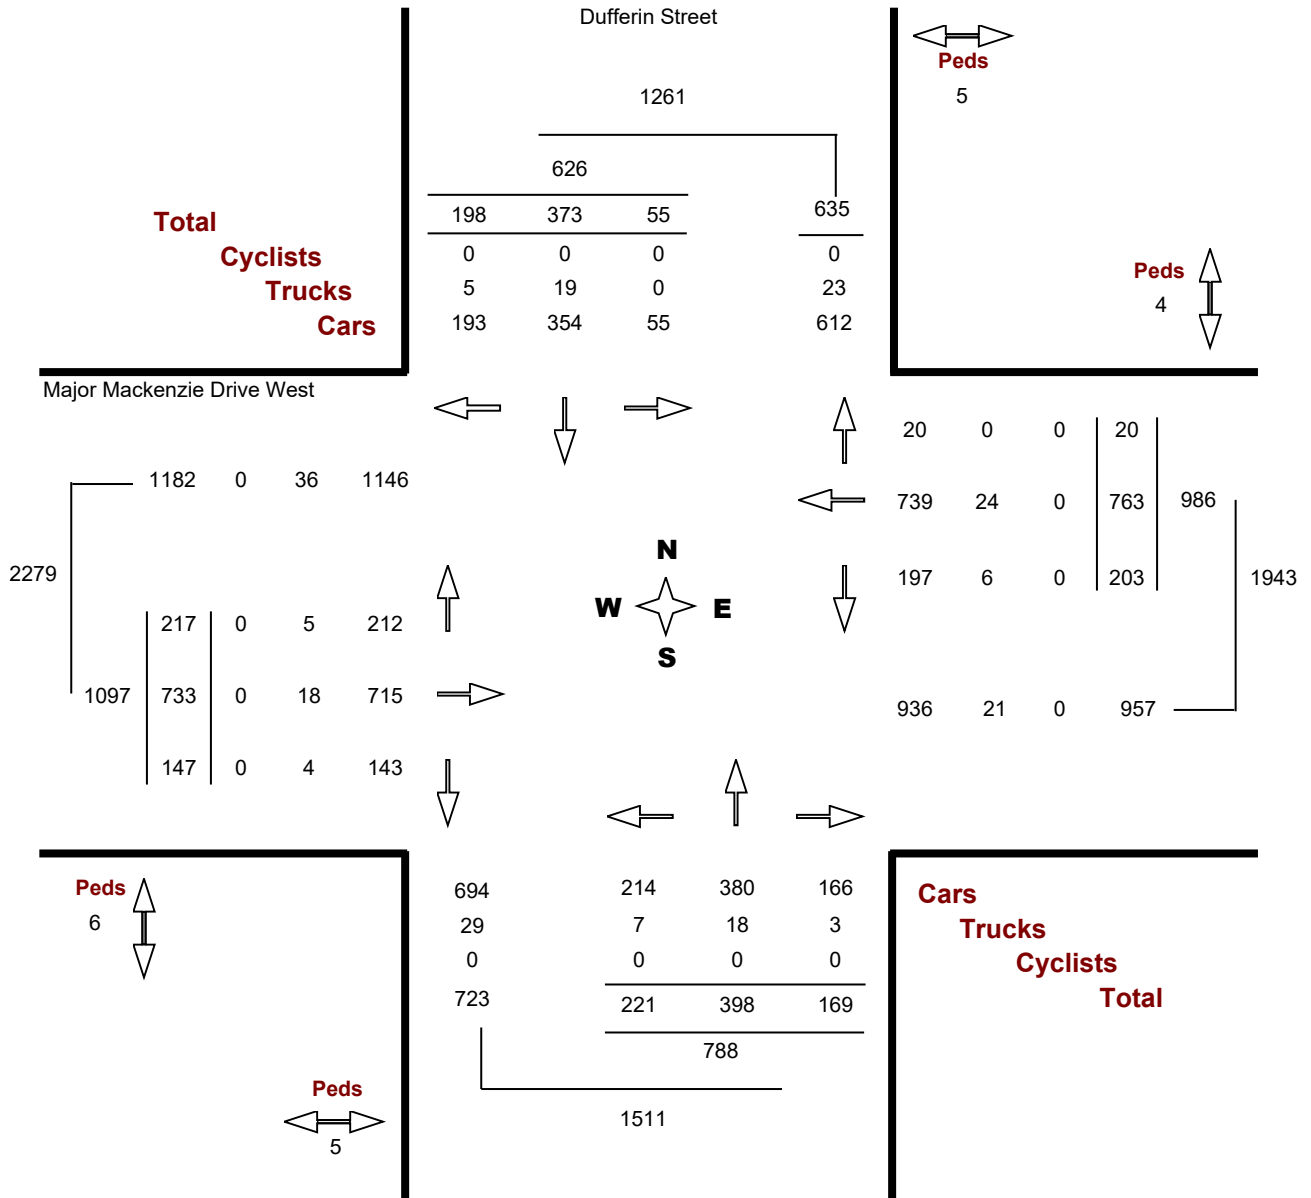 Dufferin Street
Peds
5
1261
626
635
Total 198 373 55
Cyclists 0 0 0 0
Trucks 5 19 0 23
Cars 193 354 55 612
Peds
4
Major Mackenzie Drive West
20 0 0 20
1182 0 36 1146
739 24 0 763 986
N
2279
197 6 0 203 1943
W E
217 0 5 212
S
1097 733 0 18 715
936 21 0 957
147 0 4 143
Peds
6
694 214 380 166 Cars
29 7 18 3 Trucks
0 0 0 0 Cyclists
723 221 398 169 Total
788
Peds
5
1511